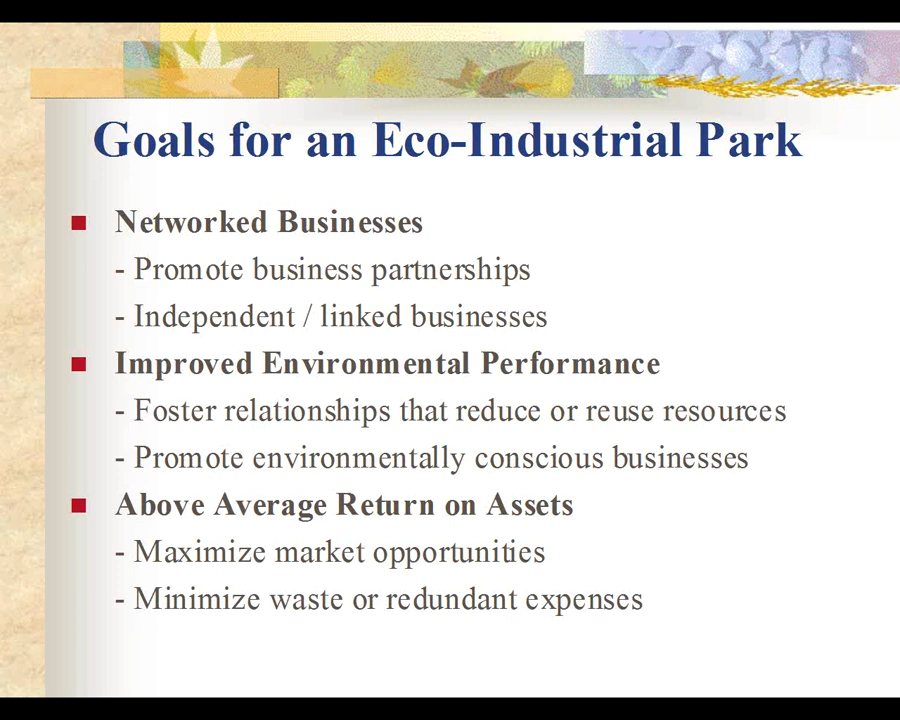 Goals for an Eco-Industrial Park
Networked Businesses
- Promote business partnerships
- Independent / linked businesses
Improved Environmental Performance
- Foster relationships that reduce or reuse resources
- Promote environmentally conscious businesses
Above Average Return on Assets
- Maximize market opportunities
- Minimize waste or redundant expenses